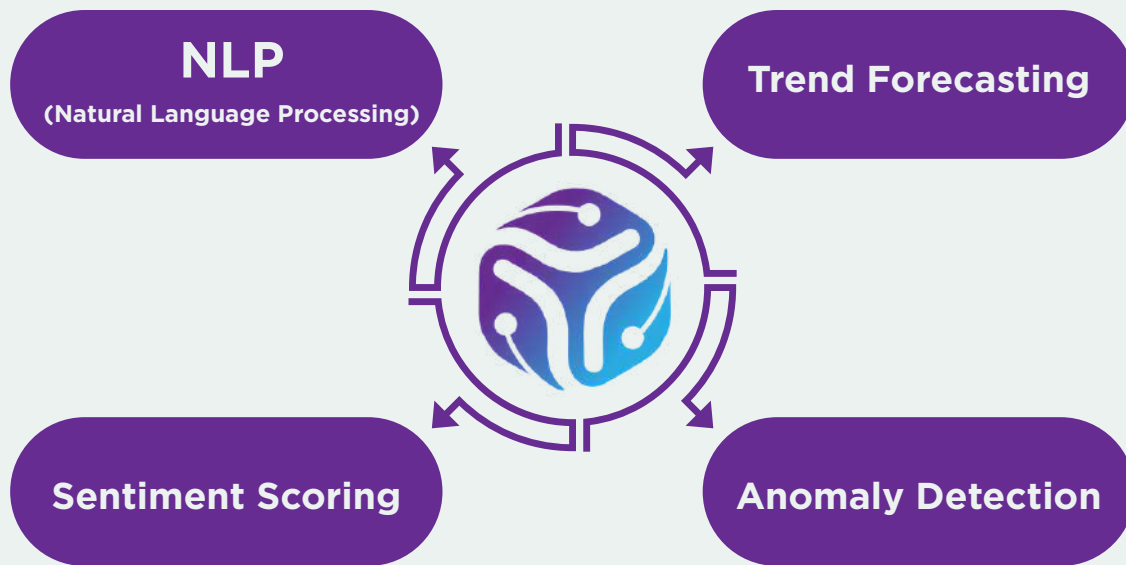 NLP
(Natural Language Processing)
Trend Forecasting
Sentiment Scoring
Anomaly Detection